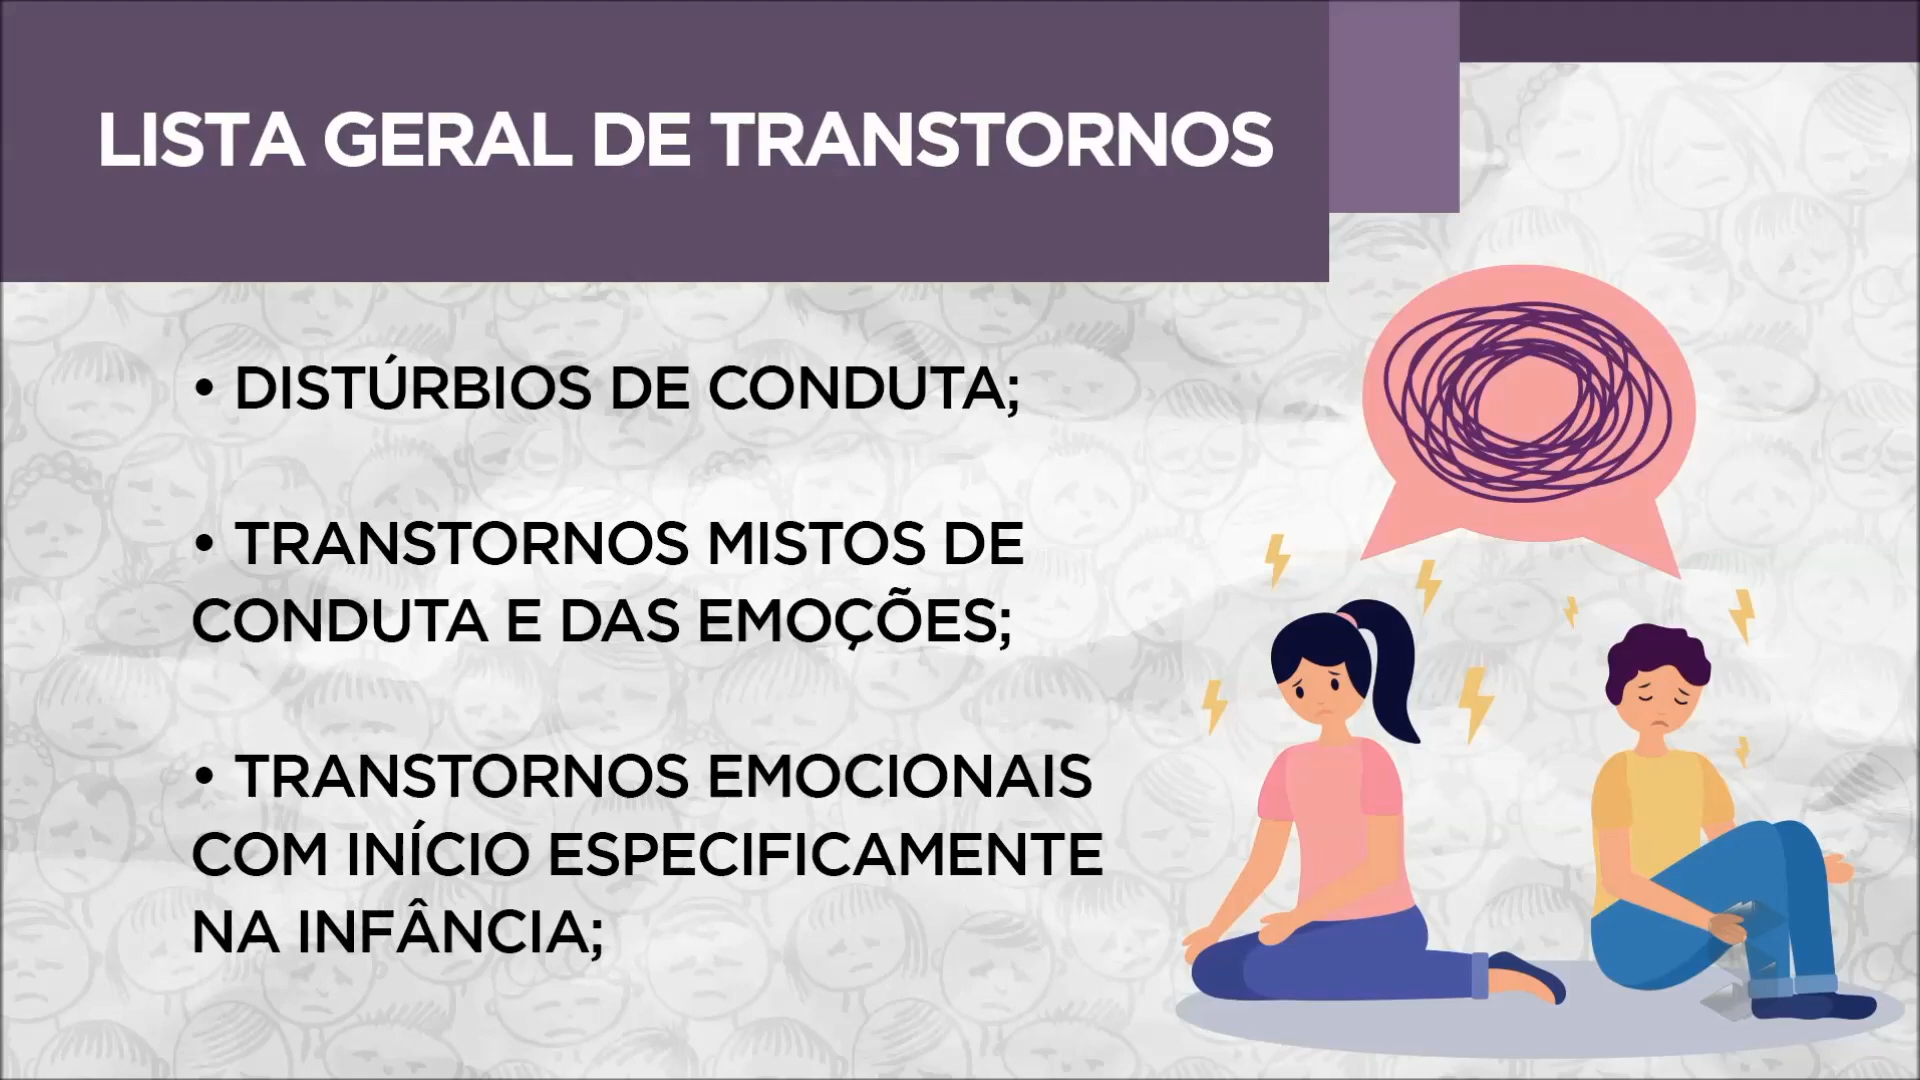 LISTA GERAL DE TRANSTORNOS
• DISTÚRBIOS DE CONDUTA;
• TRANSTORNOS MISTOS DE
CONDUTA E DAS EMOÇÕES;
• TRANSTORNOS EMOCIONAIS
COM INÍCIO ESPECIFICAMENTE
NA INFÂNCIA;